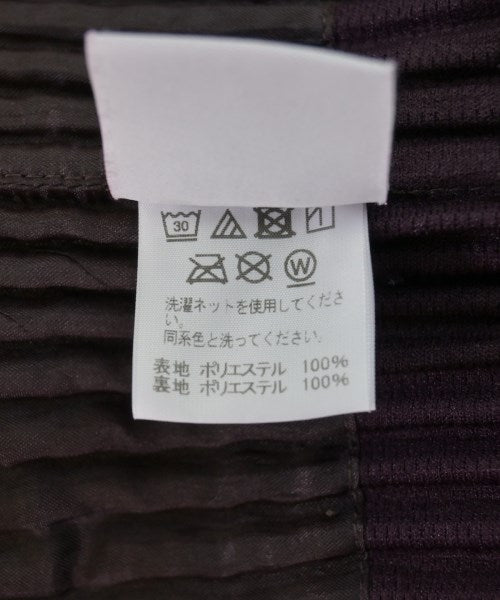 30
W
洗濯ネットを使用してくださ
い。
同系色と洗ってください。
表地 ポリエステル 100%
裏地 ポリエステル 100%